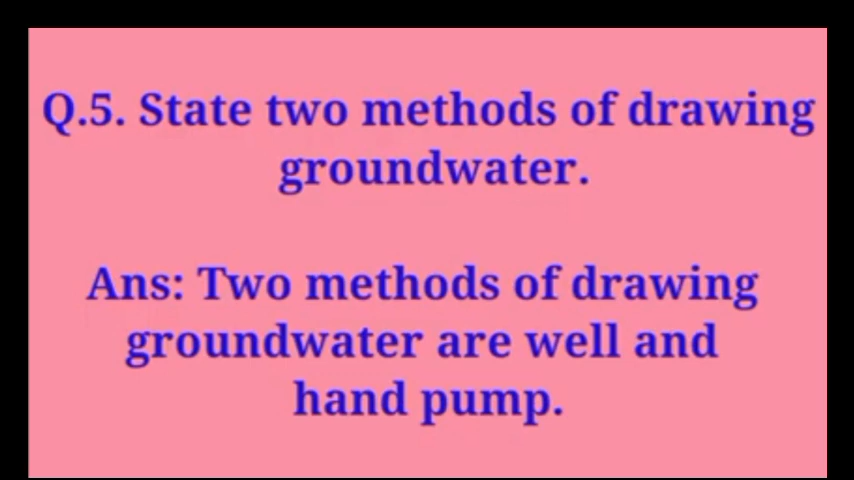 Q.5. State two methods of drawing
groundwater.
Ans: Two methods of drawing
groundwater are well and
hand pump.